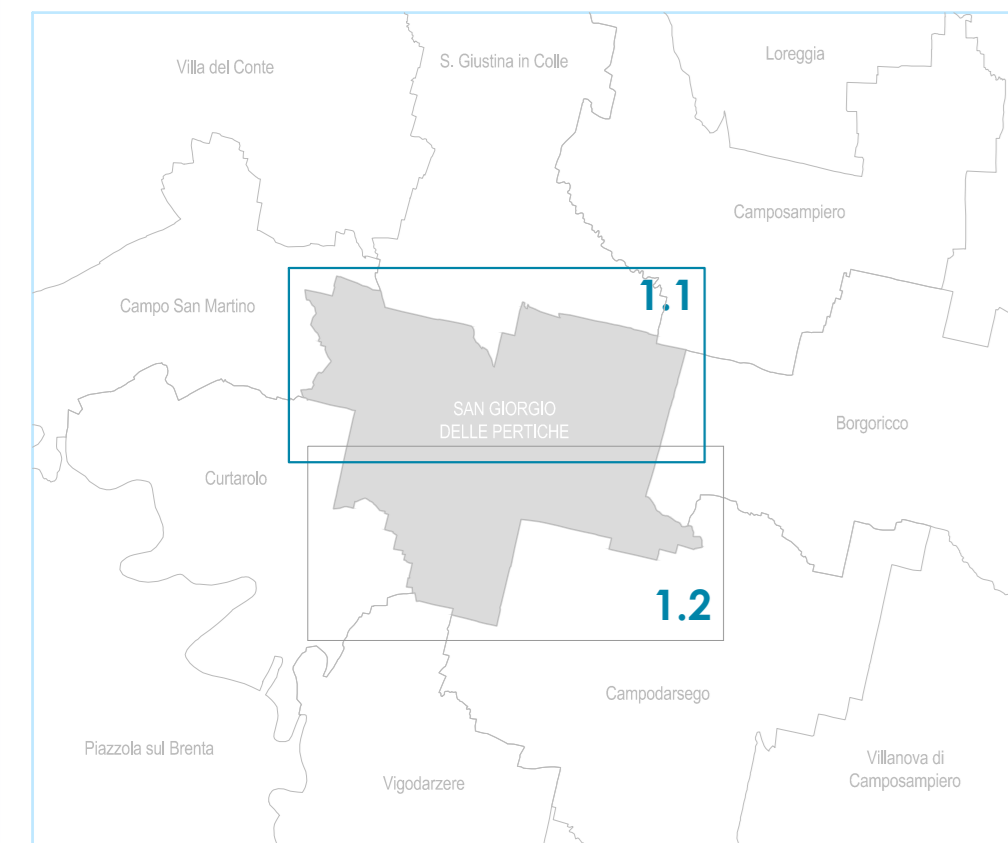 Villa del Conte
S. Giustina in Colle
Loreggia
Camposampiero
Campo San Martino
1.1
SAN GIORGIO
DELLE PERTICHE
Borgoricco
Curtarolo
1.2
Campodarsego
Piazzola sul Brenta
Vigodarzere
Villanova di
Camposampiero